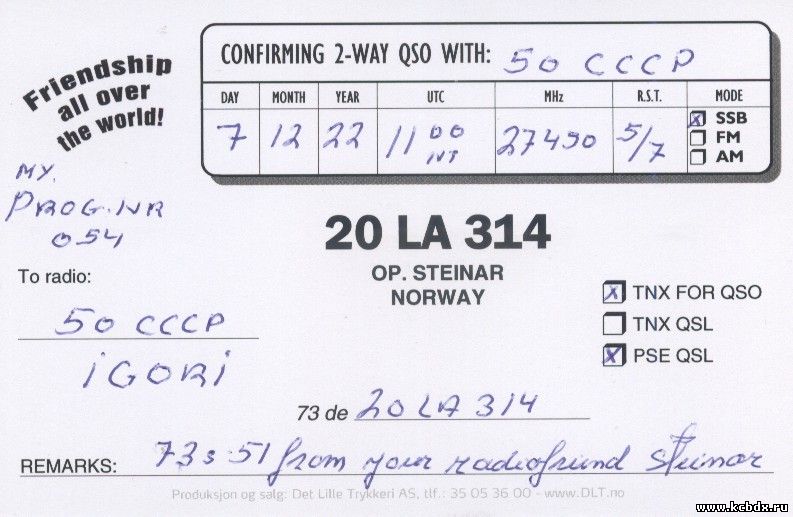 Friendship
all over
the world!
CONFIRMING 2-WAY QSO WITH: 50 CCCP
DAY MONTH YEAR UTC MHz R.S.T. MODE
7 12 22 11 00 NT 27490 5/7
☒ SSB
☐ FM
☐ AM
MY.
PROG.NR
054
20 LA 314
OP. STEINAR
NORWAY
To radio:
50 CCCP
IGORI
☒ TNX FOR QSO
☐ TNX QSL
☒ PSE QSL
73 de 20 LA 314
REMARKS: 73s 51 from your radiofriend Steinar
Produksjon og salg: Det Lille Trykkeri AS, tlf.: 35 05 36 00 - www.DLT.no
www.kcbdx.ru